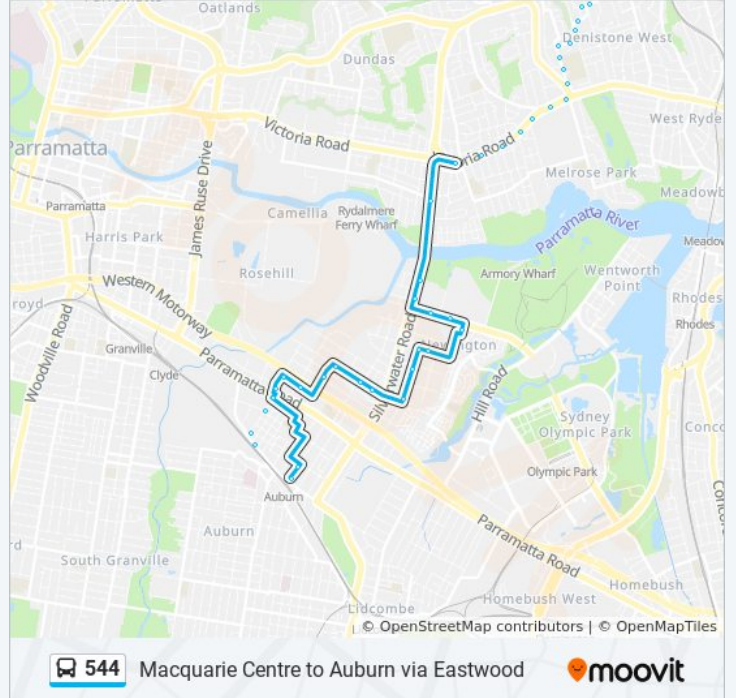 Oatlands
Denistone West
Dundas
Victoria Road
West Ryde
Parramatta
James Ruse Drive
oria Road
Melrose Park
Parramatta
Camellia
Rydalmere
Ferry Wharf
Meadowb
Parramatta River
Harris Park
Meadow
Rosehill
Armory Wharf
Wentworth
Point
Western Motorway
Rhodes
royd
Rhodes
Woodville Road
Granville
Newington
Clyde
Parramatta Road
Silverwater Road
Hill Road
Sydney
Olympic Park
Conco
Olympic Park
Auburn
Concord
Auburn
Parramatta Road
rd
South Granville
Homebush
Homebush West
Lidcombe
© OpenStreetMap contributors | © OpenMapTiles
544 Macquarie Centre to Auburn via Eastwood
moovit